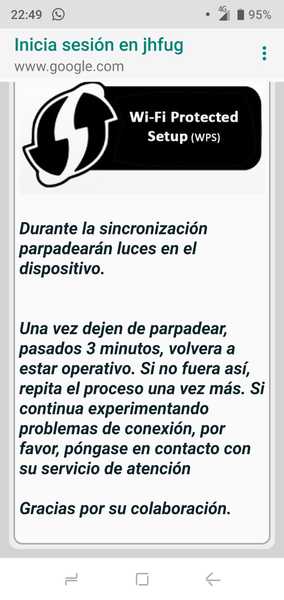 22:49
4G 95%
Inicia sesión en jhfug
www.google.com
Wi-Fi Protected
Setup (WPS)
Durante la sincronización
parpadearán luces en el
dispositivo.
Una vez dejen de parpadear,
pasados 3 minutos, volvera a
estar operativo. Si no fuera así,
repita el proceso una vez más. Si
continua experimentando
problemas de conexión, por
favor, póngase en contacto con
su servicio de atención
Gracias por su colaboración.